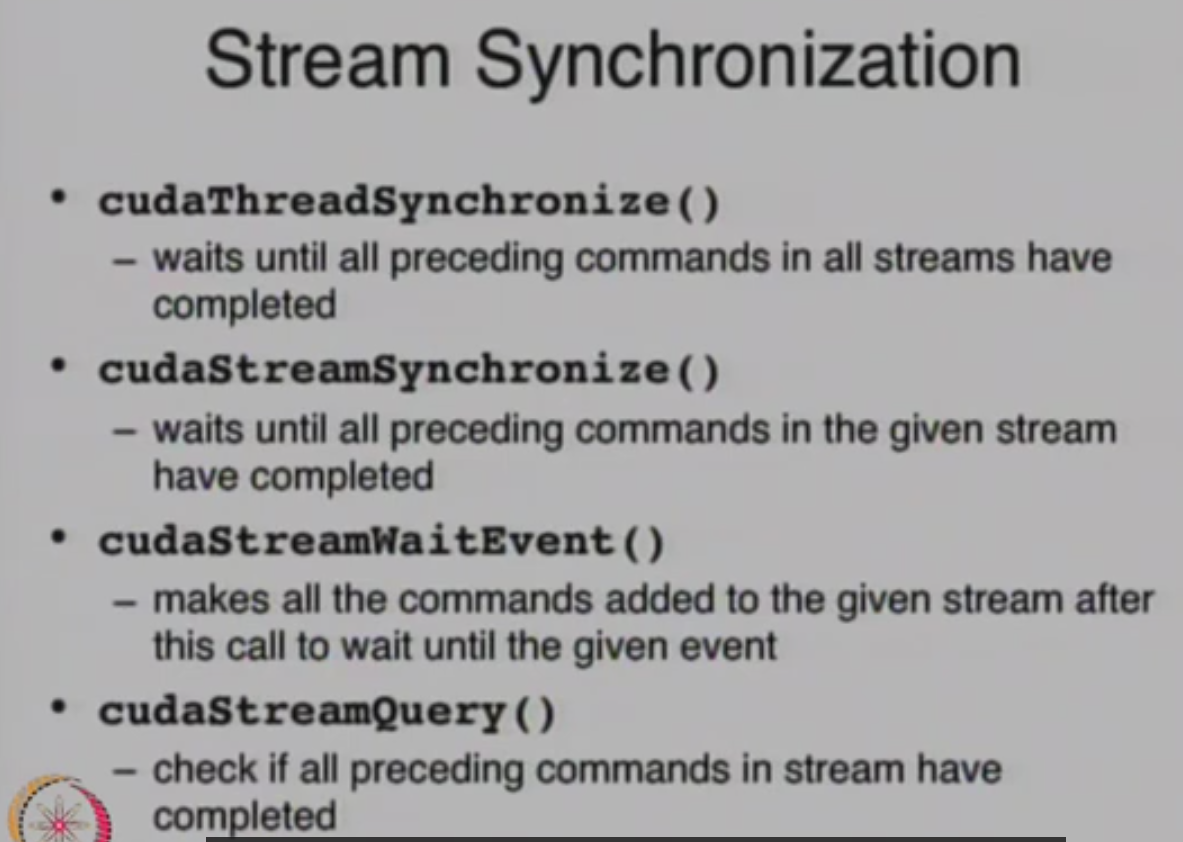 Stream Synchronization
• cudaThreadSynchronize()
– waits until all preceding commands in all streams have
completed
• cudaStreamSynchronize()
– waits until all preceding commands in the given stream
have completed
• cudaStreamWaitEvent()
– makes all the commands added to the given stream after
this call to wait until the given event
• cudaStreamQuery()
– check if all preceding commands in stream have
completed